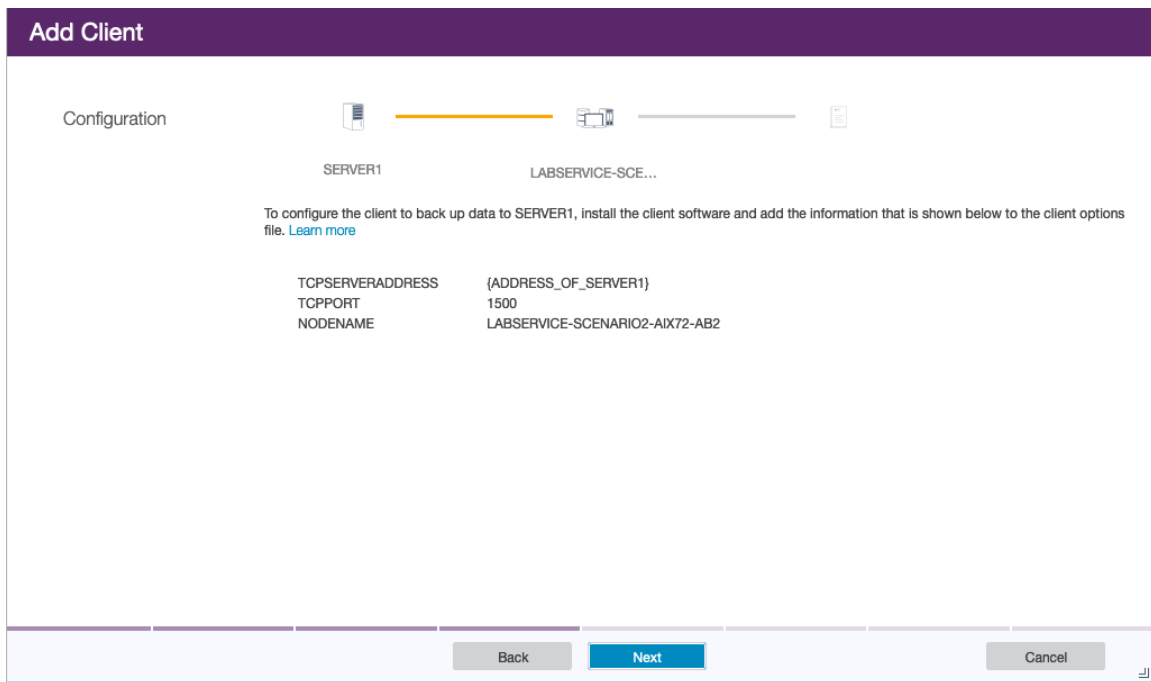 Add Client
Configuration
SERVER1
LABSERVICE-SCE...
To configure the client to back up data to SERVER1, install the client software and add the information that is shown below to the client options
file. Learn more
TCPSERVERADDRESS {ADDRESS_OF_SERVER1}
TCPPORT 1500
NODENAME LABSERVICE-SCENARIO2-AIX72-AB2
Back Next Cancel